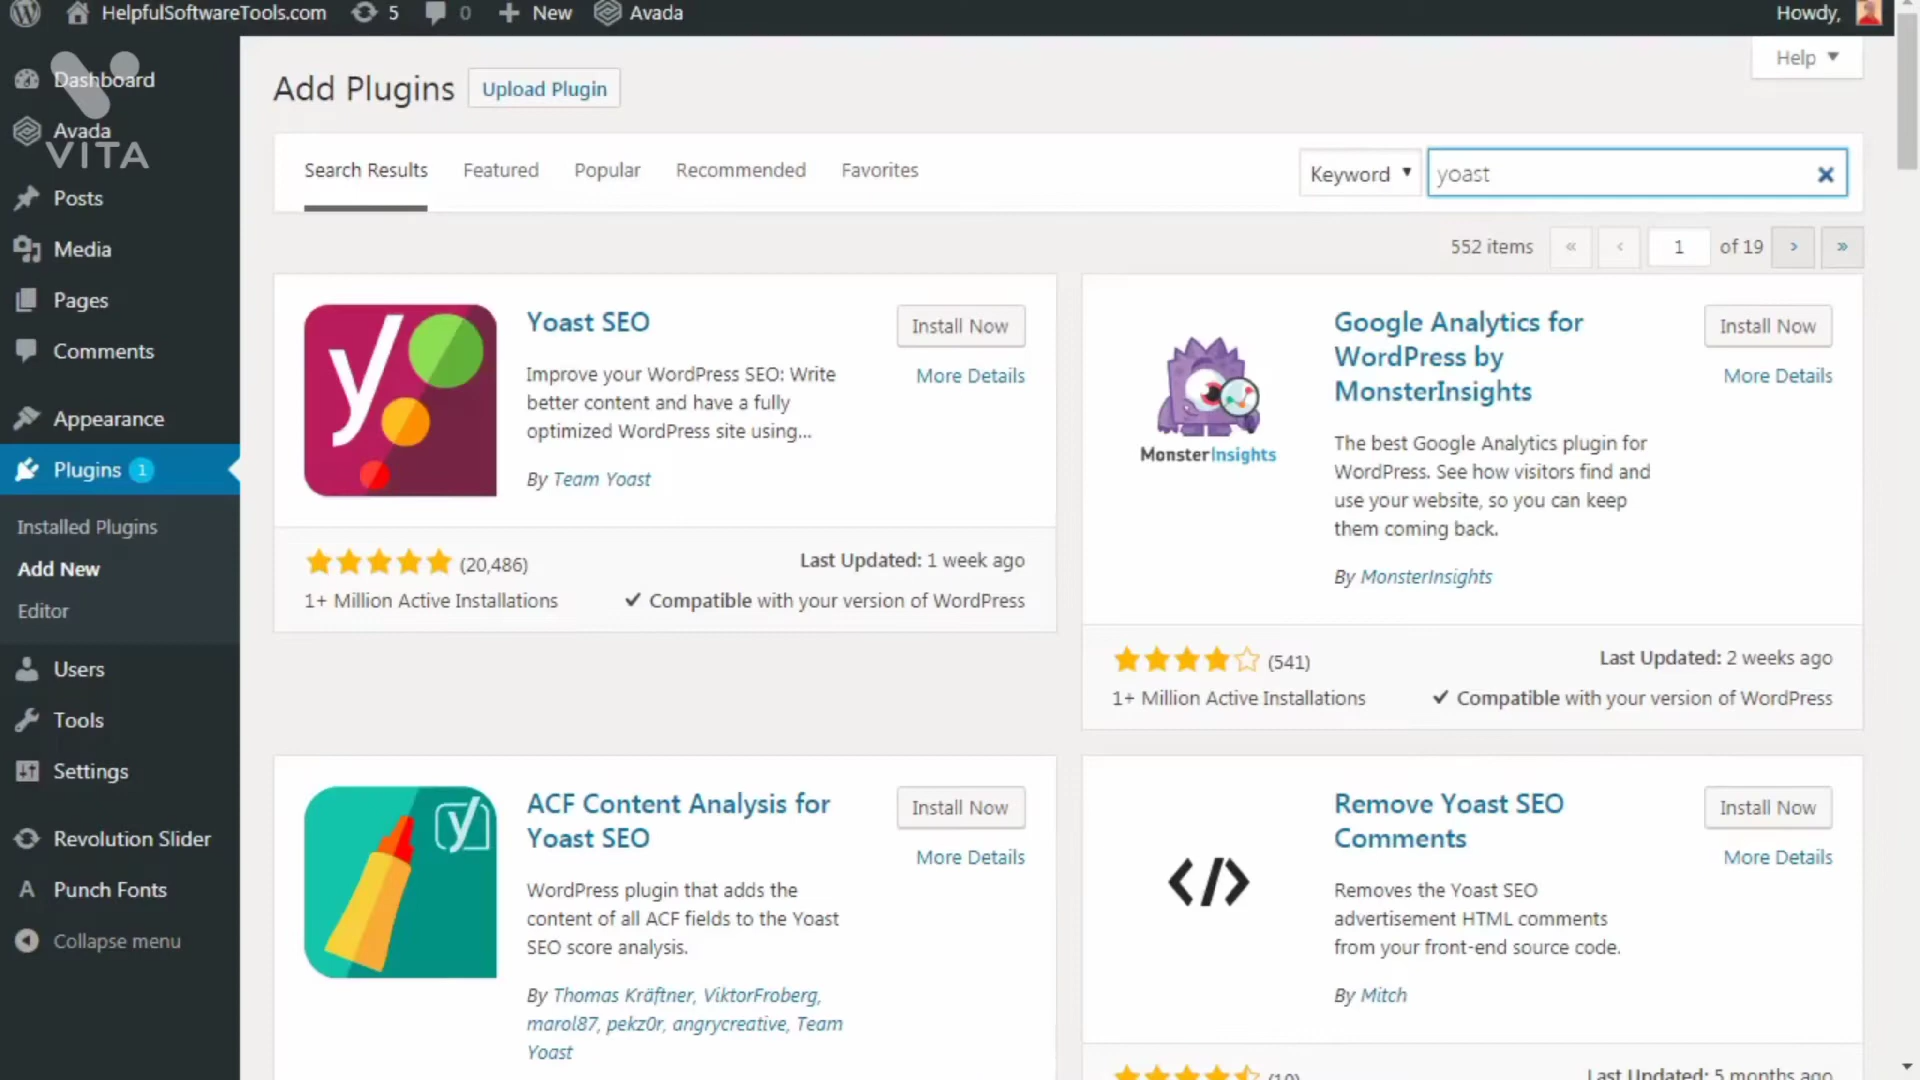 HelpfulSoftwareTools.com 5 0 New Avada Howdy,
Help
Dashboard
Avada
VITA
Posts
Media
Pages
Comments
Appearance
Plugins 1
Installed Plugins
Add New
Editor
Users
Tools
Settings
Revolution Slider
Punch Fonts
Collapse menu
Add Plugins Upload Plugin
Search Results Featured Popular Recommended Favorites Keyword yoast
552 items « ‹ 1 of 19 › »
Yoast SEO
Install Now
More Details
Improve your WordPress SEO: Write
better content and have a fully
optimized WordPress site using...
By Team Yoast
(20,486)
Last Updated: 1 week ago
1+ Million Active Installations
Compatible with your version of WordPress
MonsterInsights
Google Analytics for
WordPress by
MonsterInsights
Install Now
More Details
The best Google Analytics plugin for
WordPress. See how visitors find and
use your website, so you can keep
them coming back.
By MonsterInsights
(541)
Last Updated: 2 weeks ago
1+ Million Active Installations
Compatible with your version of WordPress
ACF Content Analysis for
Yoast SEO
Install Now
More Details
WordPress plugin that adds the
content of all ACF fields to the Yoast
SEO score analysis.
By Thomas Kräftner, ViktorFroberg,
marol87, pekz0r, angrycreative, Team
Yoast
</>
Remove Yoast SEO
Comments
Install Now
More Details
Removes the Yoast SEO
advertisement HTML comments
from your front-end source code.
By Mitch
Last Updated: 5 months ago